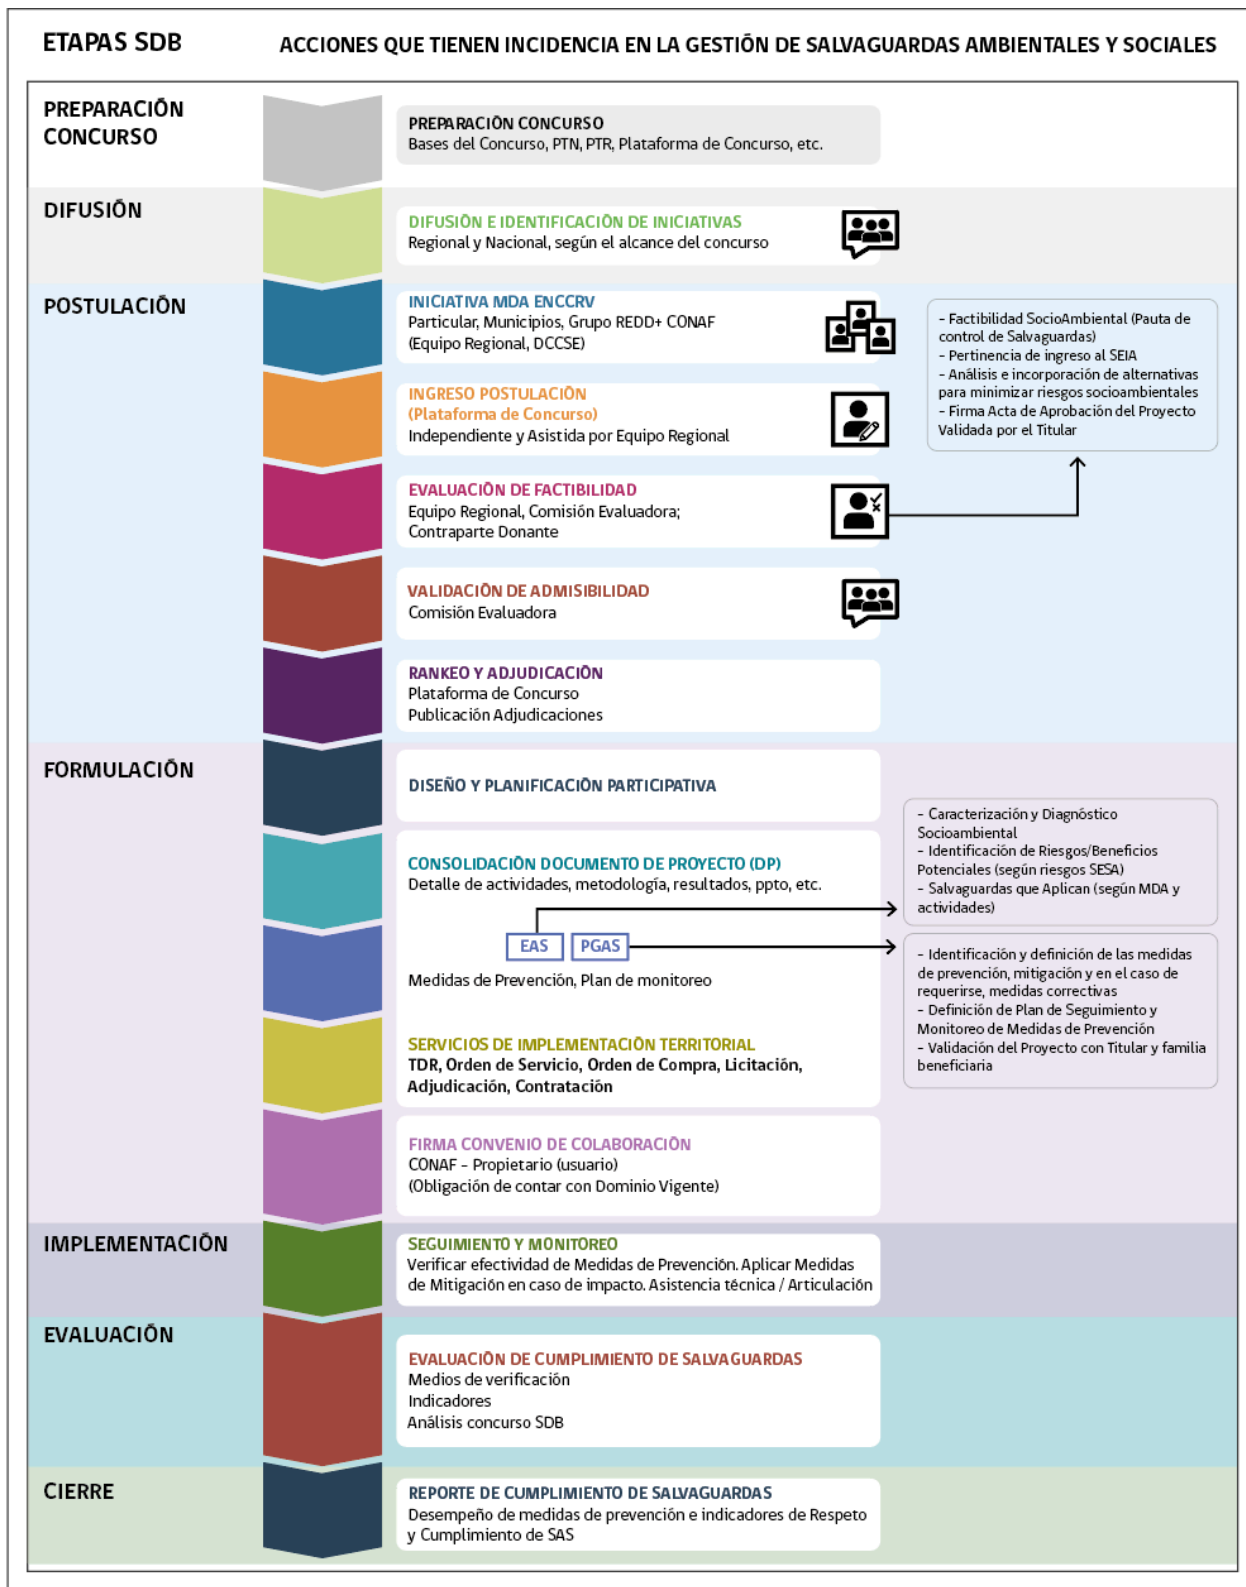 ETAPAS SDB
ACCIONES QUE TIENEN INCIDENCIA EN LA GESTIÓN DE SALVAGUARDAS AMBIENTALES Y SOCIALES
PREPARACIÓN
CONCURSO
PREPARACIÓN CONCURSO
Bases del Concurso, PTN, PTR, Plataforma de Concurso, etc.
DIFUSIÓN
DIFUSIÓN E IDENTIFICACIÓN DE INICIATIVAS
Regional y Nacional, según el alcance del concurso
POSTULACIÓN
INICIATIVA MDA ENCCRV
Particular, Municipios, Grupo REDD+ CONAF
(Equipo Regional, DCCSE)
INGRESO POSTULACIÓN
(Plataforma de Concurso)
Independiente y Asistida por Equipo Regional
EVALUACIÓN DE FACTIBILIDAD
Equipo Regional, Comisión Evaluadora;
Contraparte Donante
- Factibilidad SocioAmbiental (Pauta de
control de Salvaguardas)
- Pertinencia de ingreso al SEIA
- Análisis e incorporación de alternativas
para minimizar riesgos socioambientales
- Firma Acta de Aprobación del Proyecto
Validada por el Titular
VALIDACIÓN DE ADMISIBILIDAD
Comisión Evaluadora
RANKEO Y ADJUDICACIÓN
Plataforma de Concurso
Publicación Adjudicaciones
FORMULACIÓN
DISEÑO Y PLANIFICACIÓN PARTICIPATIVA
CONSOLIDACIÓN DOCUMENTO DE PROYECTO (DP)
Detalle de actividades, metodología, resultados, ppto, etc.
EAS
PGAS
Medidas de Prevención, Plan de monitoreo
- Caracterización y Diagnóstico
Socioambiental
- Identificación de Riesgos/Beneficios
Potenciales (según riesgos SESA)
- Salvaguardas que Aplican (según MDA y
actividades)
- Identificación y definición de las medidas
de prevención, mitigación y en el caso de
requerirse, medidas correctivas
- Definición de Plan de Seguimiento y
Monitoreo de Medidas de Prevención
- Validación del Proyecto con Titular y familia
beneficiaria
SERVICIOS DE IMPLEMENTACIÓN TERRITORIAL
TDR, Orden de Servicio, Orden de Compra, Licitación,
Adjudicación, Contratación
FIRMA CONVENIO DE COLABORACIÓN
CONAF - Propietario (usuario)
(Obligación de contar con Dominio Vigente)
IMPLEMENTACIÓN
SEGUIMIENTO Y MONITOREO
Verificar efectividad de Medidas de Prevención. Aplicar Medidas
de Mitigación en caso de impacto. Asistencia técnica / Articulación
EVALUACIÓN
EVALUACIÓN DE CUMPLIMIENTO DE SALVAGUARDAS
Medios de verificación
Indicadores
Análisis concurso SDB
CIERRE
REPORTE DE CUMPLIMIENTO DE SALVAGUARDAS
Desempeño de medidas de prevención e indicadores de Respeto
y Cumplimiento de SAS